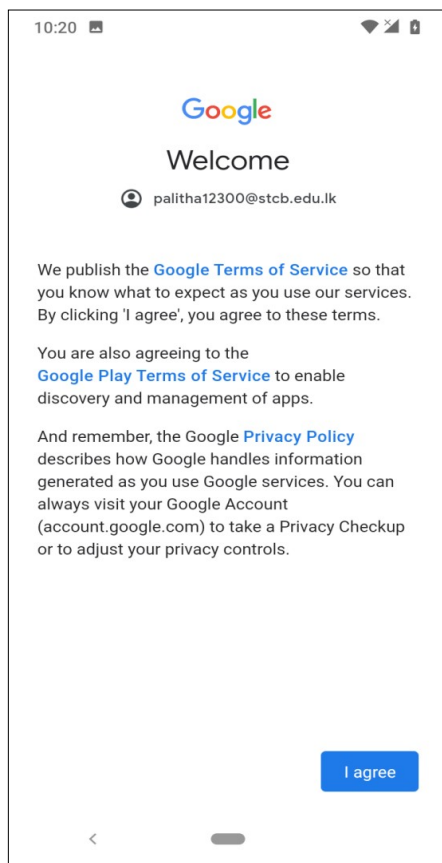 10:20
Google
Welcome
palitha12300@stcb.edu.lk
We publish the Google Terms of Service so that
you know what to expect as you use our services.
By clicking 'I agree', you agree to these terms.
You are also agreeing to the
Google Play Terms of Service to enable
discovery and management of apps.
And remember, the Google Privacy Policy
describes how Google handles information
generated as you use Google services. You can
always visit your Google Account
(account.google.com) to take a Privacy Checkup
or to adjust your privacy controls.
I agree